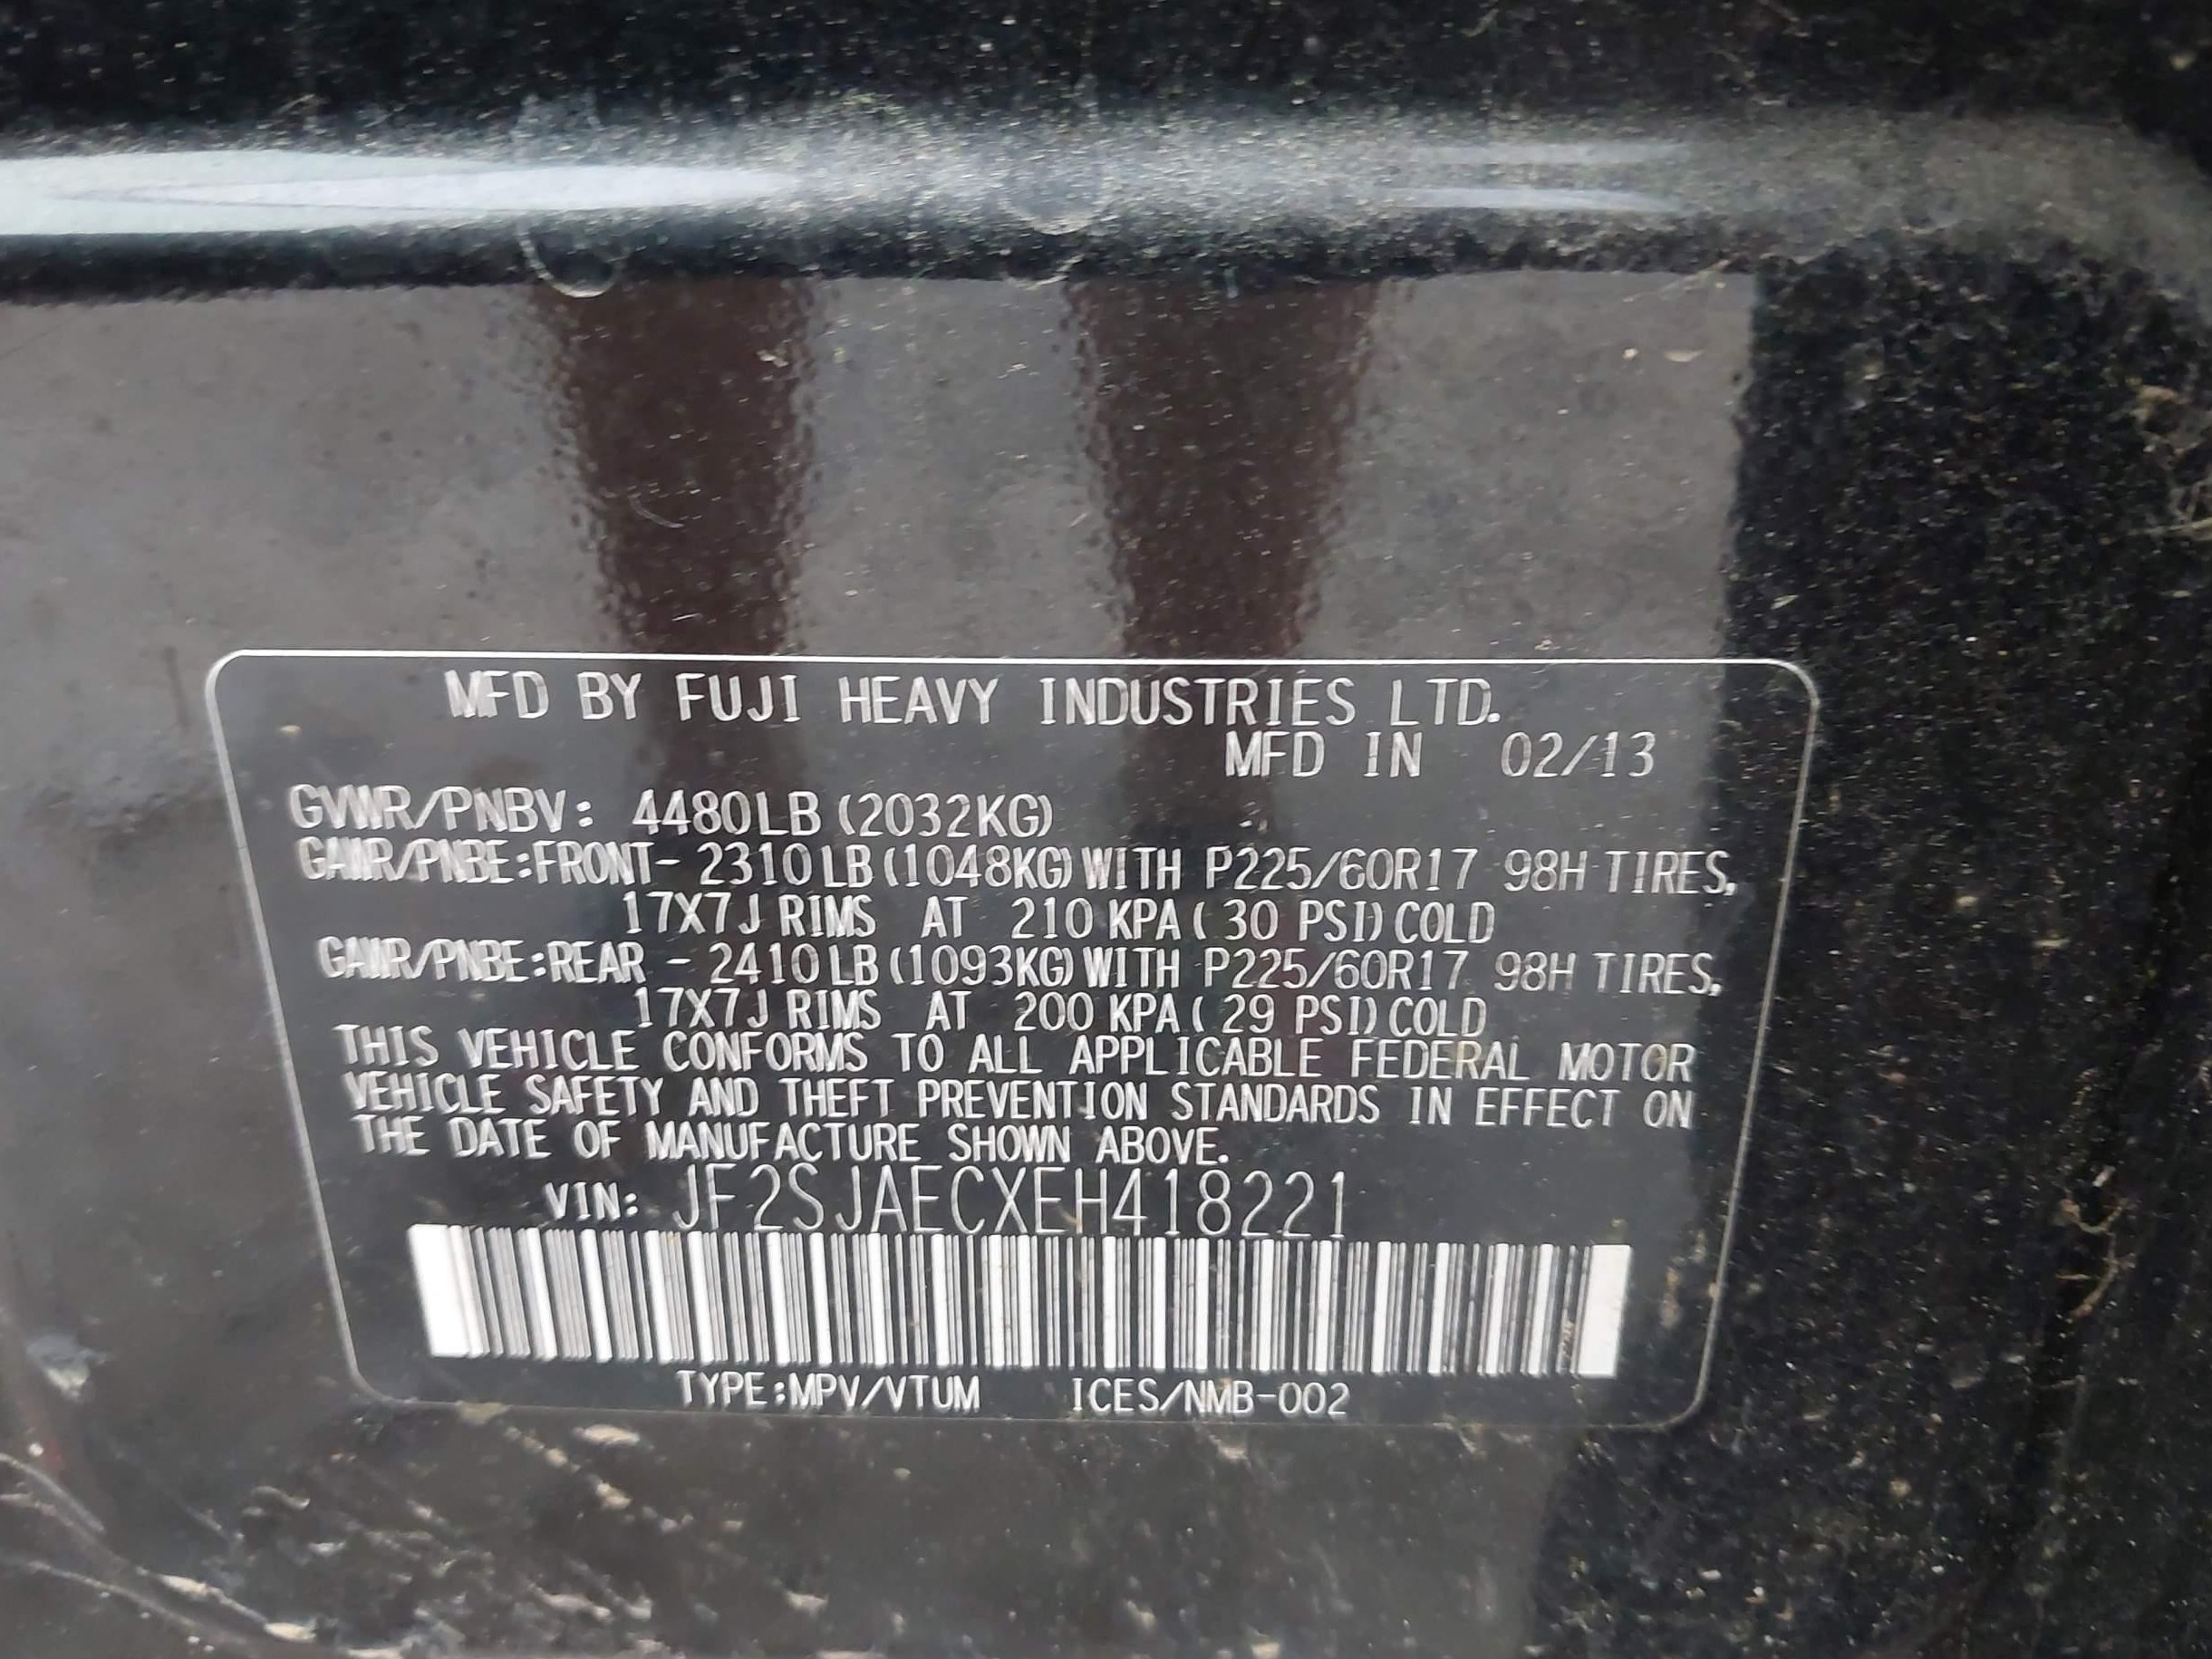 MFD BY FUJI HEAVY INDUSTRIES LTD.
MFD IN 02/13
GVWR/PNBV: 4480LB (2032KG)
GAWR/PNBE:FRONT- 2310LB(1048KG)WITH P225/60R17 98H TIRES,
17X7J RIMS AT 210 KPA( 30 PSI)COLD
GAWR/PNBE:REAR - 2410LB(1093KG)WITH P225/60R17 98H TIRES,
17X7J RIMS AT 200 KPA( 29 PSI)COLD
THIS VEHICLE CONFORMS TO ALL APPLICABLE FEDERAL MOTOR
VEHICLE SAFETY AND THEFT PREVENTION STANDARDS IN EFFECT ON
THE DATE OF MANUFACTURE SHOWN ABOVE.
VIN: JF2SJAECXEH418221
TYPE:MPV/VTUM ICES/NMB-002